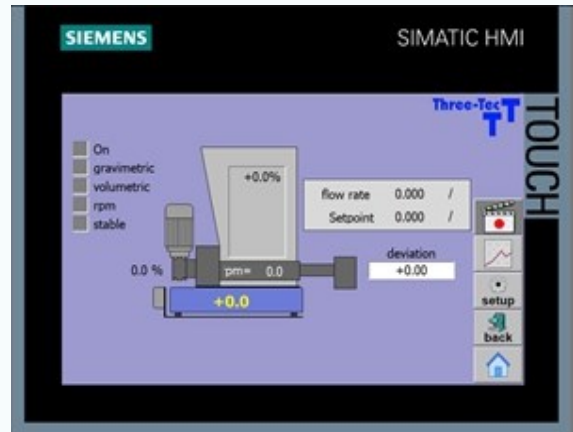 SIEMENS
SIMATIC HMI
TOUCH
Three-Tec
On
gravimetric
volumetric
rpm
stable
+0.0%
flow rate 0.000 /
Setpoint 0.000 /
deviation
+0.00
0.0 %
pm= 0.0
+0.0
setup
back